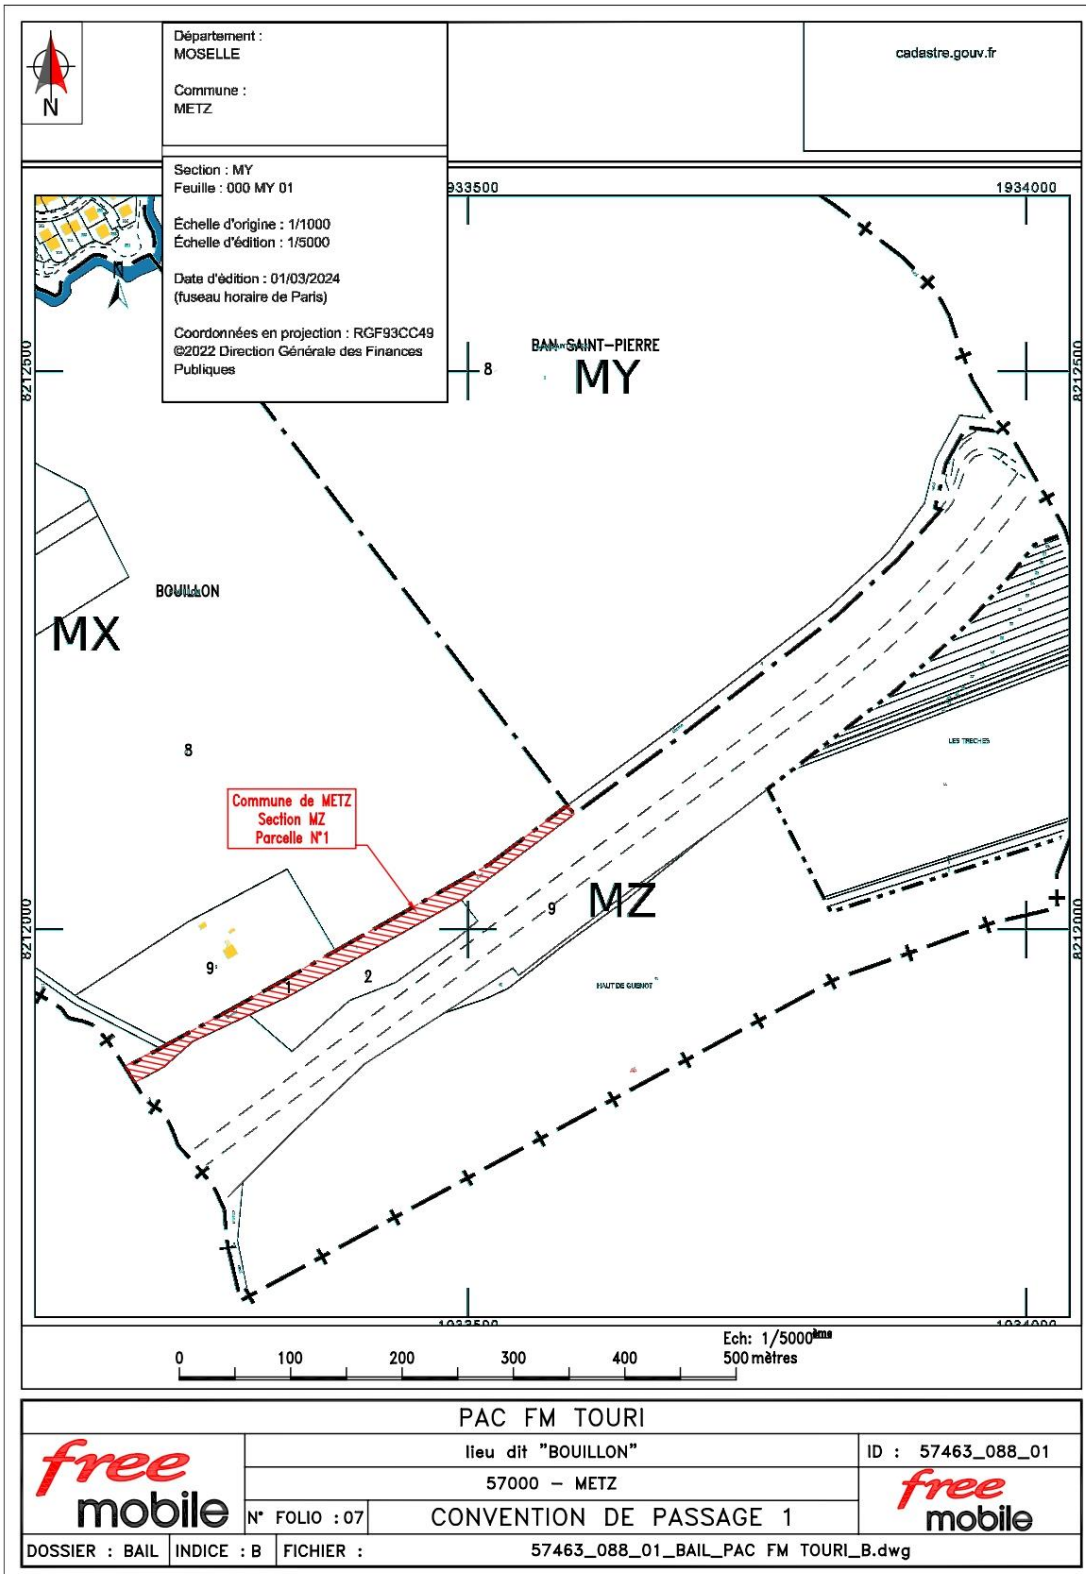 N
Département :
MOSELLE
Commune :
METZ
cadastre.gouv.fr
Section : MY
Feuille : 000 MY 01
Échelle d'origine : 1/1000
Échelle d'édition : 1/5000
Date d'édition : 01/03/2024
(fuseau horaire de Paris)
Coordonnées en projection : RGF93CC49
©2022 Direction Générale des Finances
Publiques
1934000
N
8212500
8212500
BAN-SAINT-PIERRE
8
MY
BOUILLON
MX
8
LES TRECHES
Commune de METZ
Section MZ
Parcelle N°1
MZ
9
8212000
8212000
9
1
2
HAUT DE GUENOT
Ech: 1/5000ème
0 100 200 300 400 500 mètres
PAC FM TOURI
free
mobile
lieu dit "BOUILLON"
ID : 57463_088_01
57000 - METZ
free
mobile
N° FOLIO : 07
CONVENTION DE PASSAGE 1
DOSSIER : BAIL
INDICE : B
FICHIER :
57463_088_01_BAIL_PAC FM TOURI_B.dwg